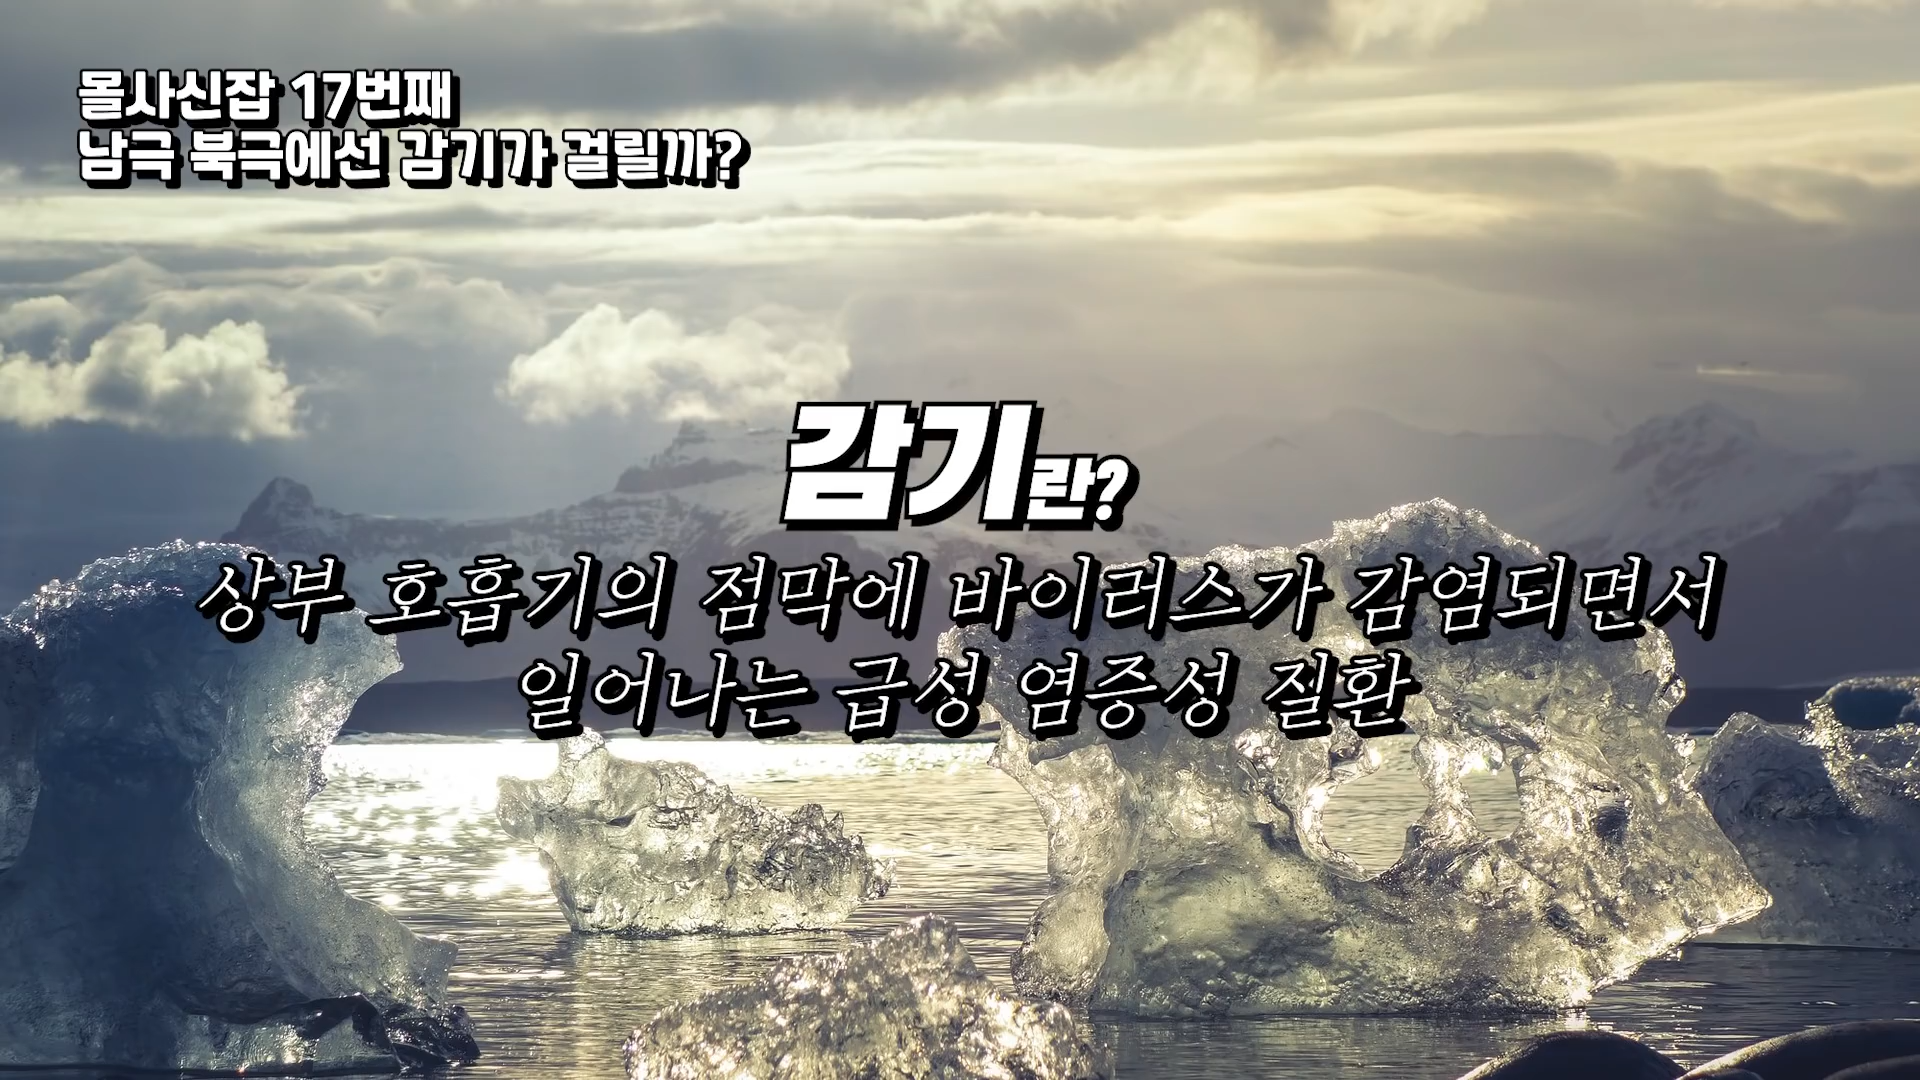 몰사신잡 17번째
남극 북극에선 감기가 걸릴까?
감기란?
상부 호흡기의 점막에 바이러스가 감염되면서
일어나는 급성 염증성 질환